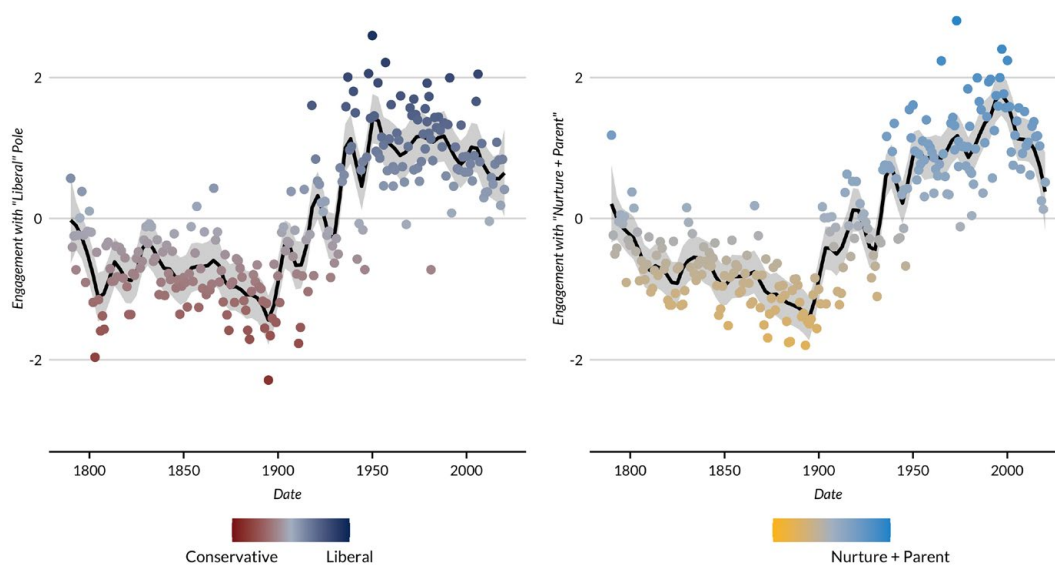 Engagement with "Liberal" Pole
2
0
-2
1800 1850 1900 1950 2000
Date
Conservative Liberal
Engagement with "Nurture + Parent"
2
0
-2
1800 1850 1900 1950 2000
Date
Nurture + Parent